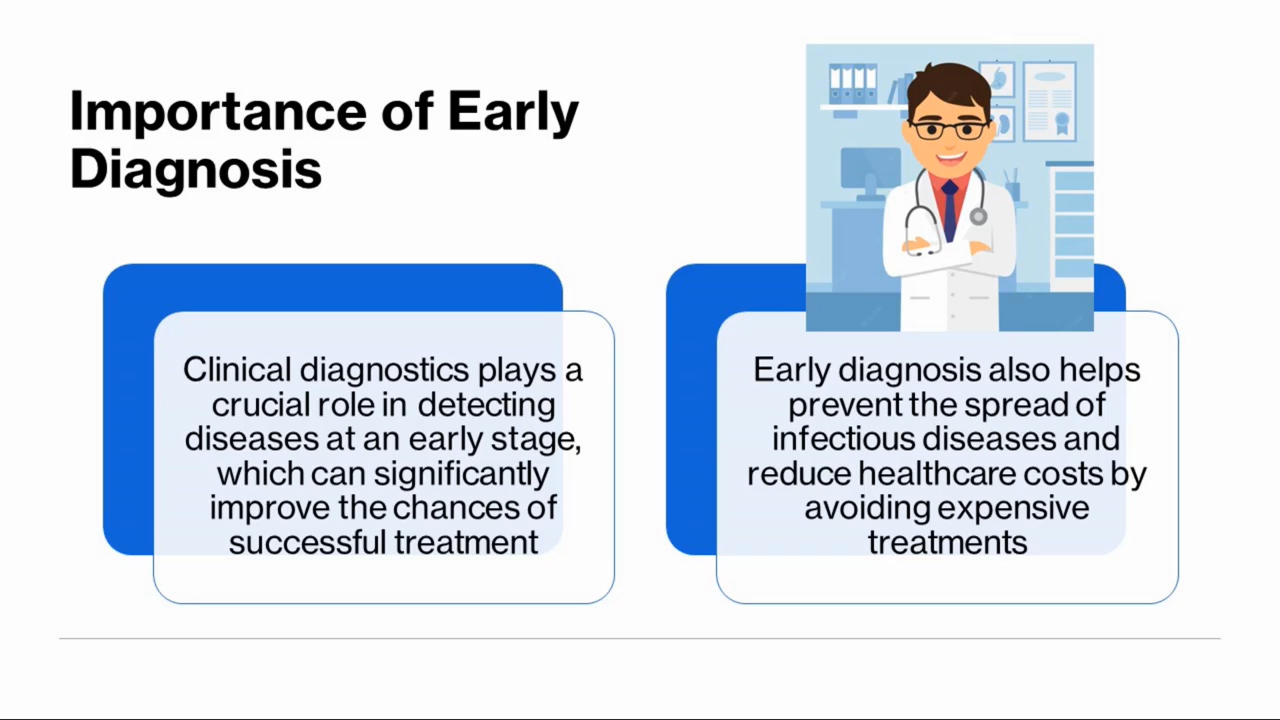 Importance of Early
Diagnosis
Clinical diagnostics plays a
crucial role in detecting
diseases at an early stage,
which can significantly
improve the chances of
successful treatment
Early diagnosis also helps
prevent the spread of
infectious diseases and
reduce healthcare costs by
avoiding expensive
treatments